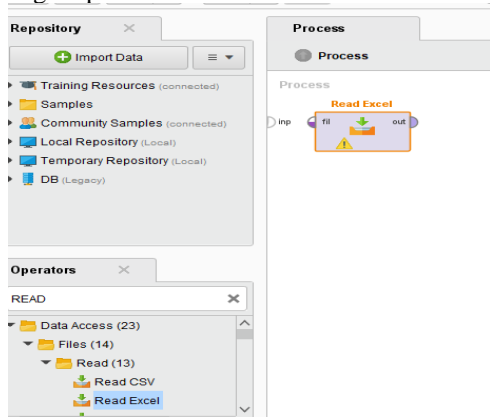 Repository
Import Data
Training Resources (connected)
Samples
Community Samples (connected)
Local Repository (Local)
Temporary Repository (Local)
DB (Legacy)
Operators
READ
Data Access (23)
Files (14)
Read (13)
Read CSV
Read Excel
Process
Process
Process
Read Excel
inp fil out